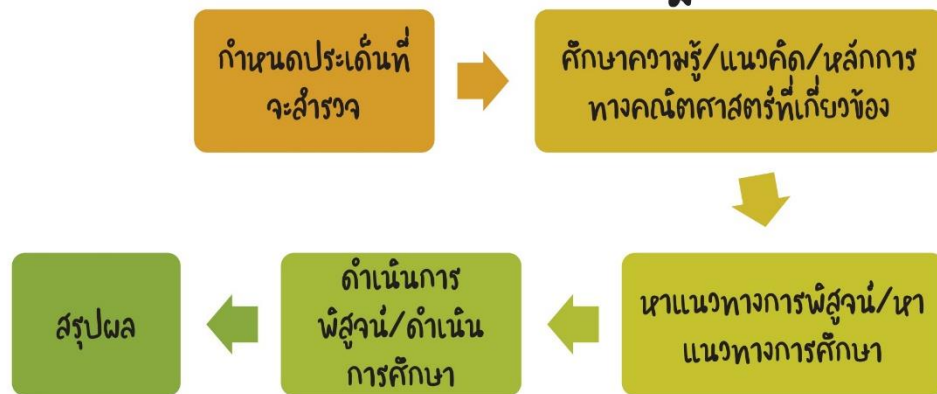 กำหนดประเด็นที่
จะสำรวจ
ศึกษาความรู้/แนวคิด/หลักการ
ทางคณิตศาสตร์ที่เกี่ยวข้อง
หาแนวทางการพิสูจน์/หา
แนวทางการศึกษา
ดำเนินการ
พิสูจน์/ดำเนิน
การศึกษา
สรุปผล